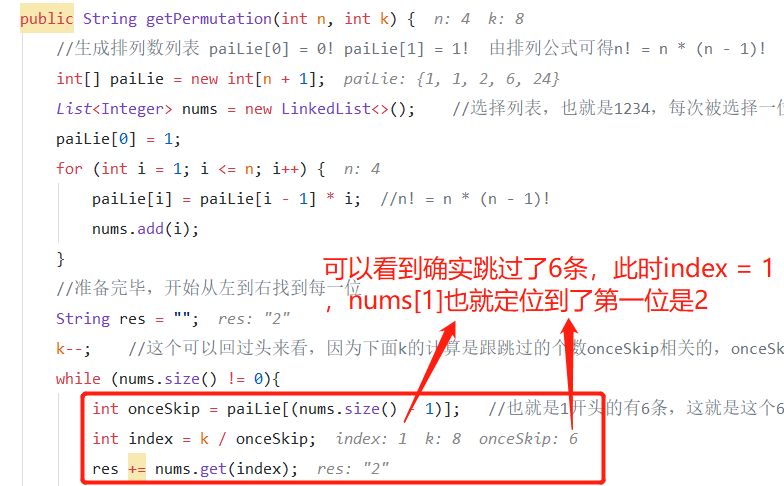 public String getPermutation(int n, int k) {  n: 4  k: 8
//生成排列数列表 paiLie[0] = 0! paiLie[1] = 1!  由排列公式可得n! = n * (n - 1)!
int[] paiLie = new int[n + 1];  paiLie: {1, 1, 2, 6, 24}
List<Integer> nums = new LinkedList<>();    //选择列表，也就是1234，每次被选择一位
paiLie[0] = 1;
for (int i = 1; i <= n; i++) {  n: 4
paiLie[i] = paiLie[i - 1] * i;  //n! = n * (n - 1)!
nums.add(i);
}
可以看到确实跳过了6条，此时index = 1
，nums[1]也就定位到了第一位是2
//准备完毕，开始从左到右找到每一位
String res = "";  res: "2"
k--;    //这个可以回过头来看，因为下面k的计算是跟跳过的个数onceSkip相关的，onceSk
while (nums.size() != 0){
int onceSkip = paiLie[(nums.size() - 1)];   //也就是1开头的有6条，这就是这个6
int index = k / onceSkip;  index: 1  k: 8  onceSkip: 6
res += nums.get(index);  res: "2"